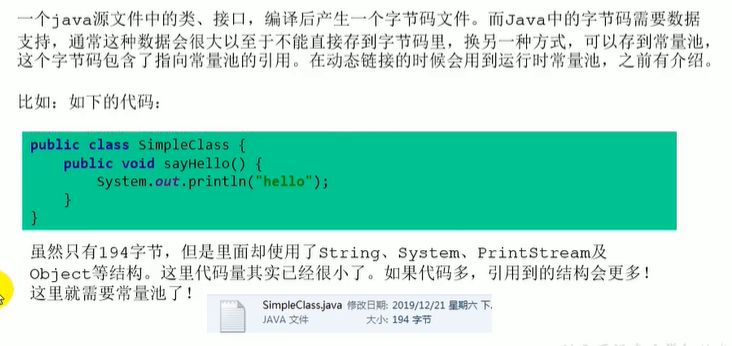 一个java源文件中的类、接口，编译后产生一个字节码文件。而Java中的字节码需要数据
支持，通常这种数据会很大以至于不能直接存到字节码里，换另一种方式，可以存到常量池，
这个字节码包含了指向常量池的引用。在动态链接的时候会用到运行时常量池，之前有介绍。
比如：如下的代码：
public class SimpleClass {
    public void sayHello() {
        System.out.println("hello");
    }
}
虽然只有194字节，但是里面却使用了String、System、PrintStream及
Object等结构。这里代码量其实已经很小了。如果代码多，引用到的结构会更多！
这里就需要常量池了！
SimpleClass.java 修改日期: 2019/12/21 星期六 下...
JAVA 文件 大小: 194 字节